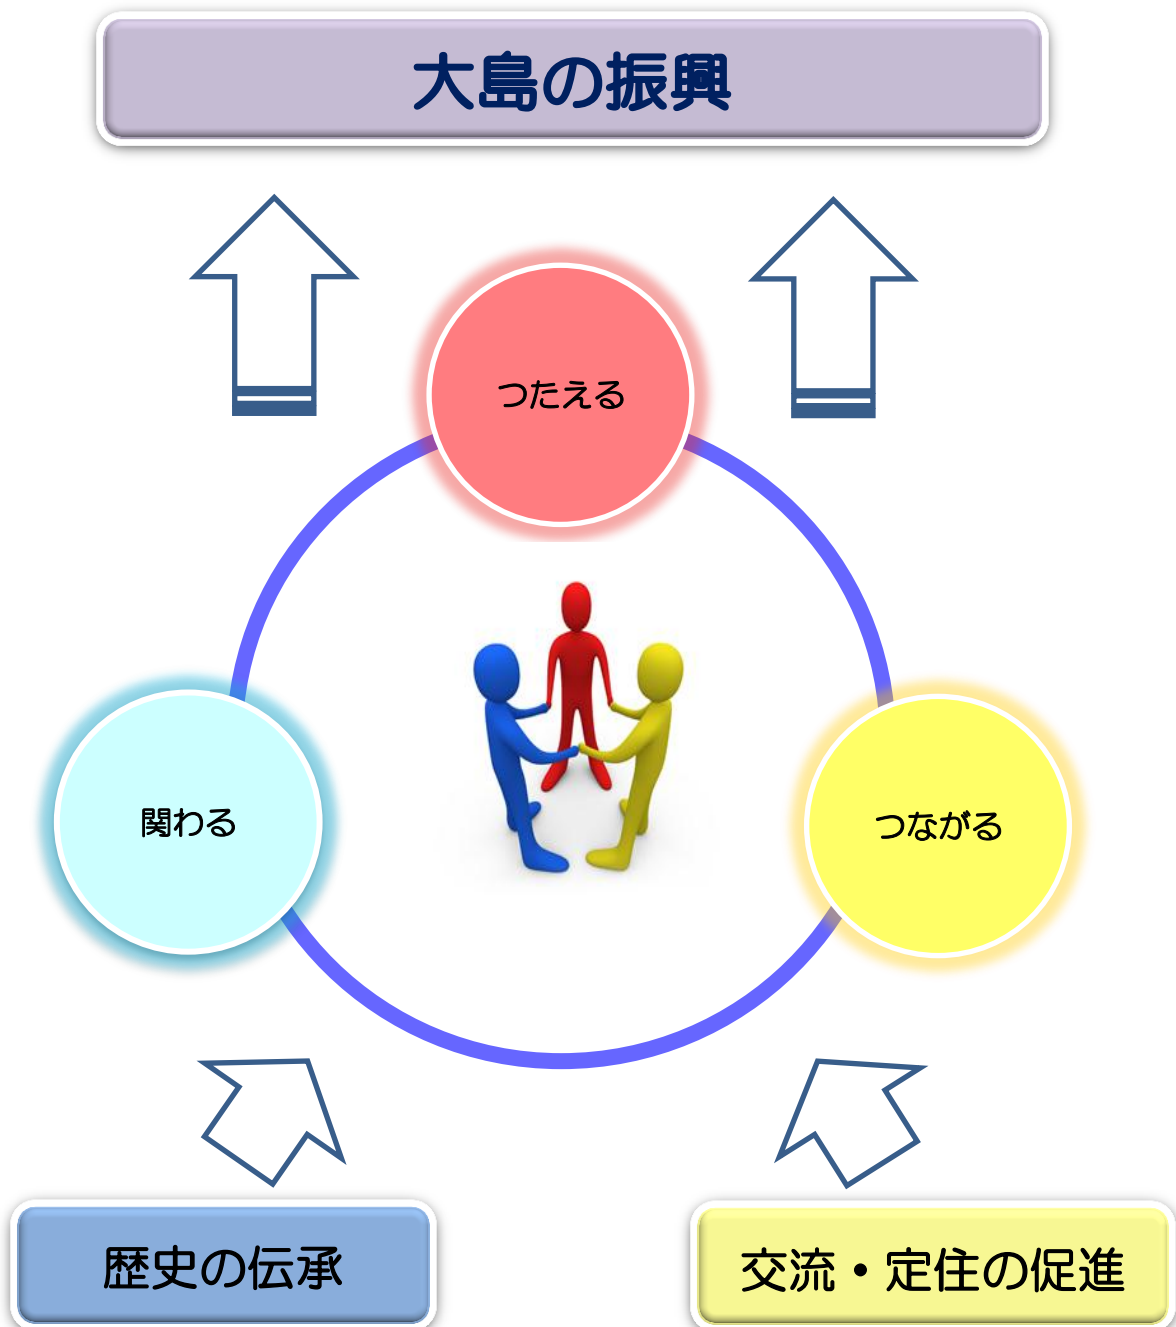 大島の振興
つたえる
関わる
つながる
歴史の伝承
交流・定住の促進